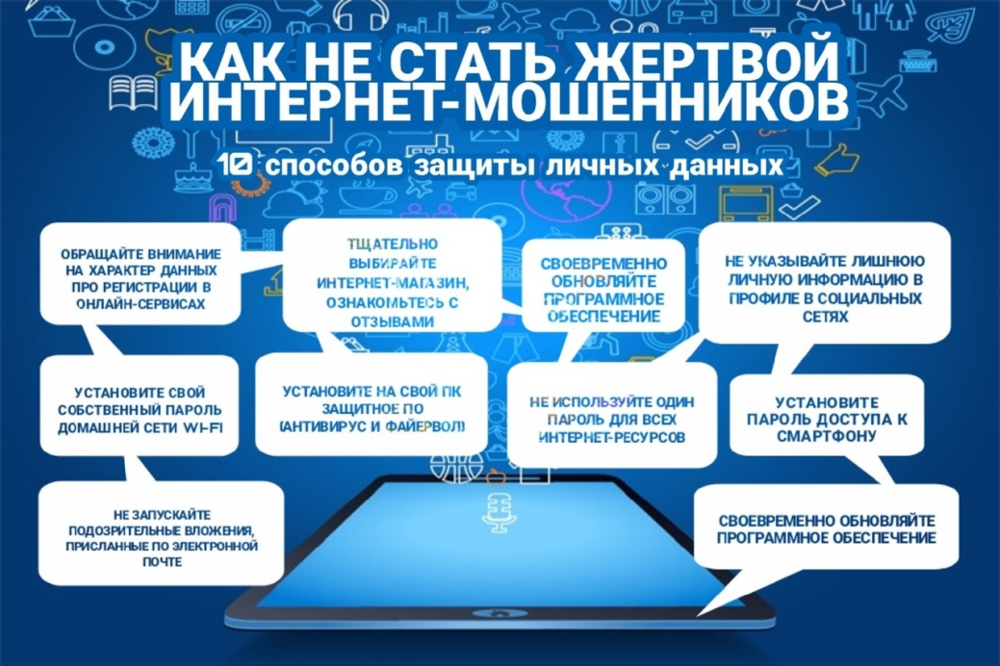 КАК НЕ СТАТЬ ЖЕРТВОЙ
ИНТЕРНЕТ-МОШЕННИКОВ
10 способов защиты личных данных
ОБРАЩАЙТЕ ВНИМАНИЕ
НА ХАРАКТЕР ДАННЫХ
ПРО РЕГИСТРАЦИИ В
ОНЛАЙН-СЕРВИСАХ
ТЩАТЕЛЬНО
ВЫБИРАЙТЕ
ИНТЕРНЕТ-МАГАЗИН,
ОЗНАКОМЬТЕСЬ С
ОТЗЫВАМИ
СВОЕВРЕМЕННО
ОБНОВЛЯЙТЕ
ПРОГРАММНОЕ
ОБЕСПЕЧЕНИЕ
НЕ УКАЗЫВАЙТЕ ЛИШНЮЮ
ЛИЧНУЮ ИНФОРМАЦИЮ В
ПРОФИЛЕ В СОЦИАЛЬНЫХ
СЕТЯХ
УСТАНОВИТЕ СВОЙ
СОБСТВЕННЫЙ ПАРОЛЬ
ДОМАШНЕЙ СЕТИ WI-FI
УСТАНОВИТЕ НА СВОЙ ПК
ЗАЩИТНОЕ ПО
(АНТИВИРУС И ФАЙЕРВОЛ)
НЕ ИСПОЛЬЗУЙТЕ ОДИН
ПАРОЛЬ ДЛЯ ВСЕХ
ИНТЕРНЕТ-РЕСУРСОВ
УСТАНОВИТЕ
ПАРОЛЬ ДОСТУПА К
СМАРТФОНУ
НЕ ЗАПУСКАЙТЕ
ПОДОЗРИТЕЛЬНЫЕ ВЛОЖЕНИЯ,
ПРИСЛАННЫЕ ПО ЭЛЕКТРОННОЙ
ПОЧТЕ
СВОЕВРЕМЕННО ОБНОВЛЯЙТЕ
ПРОГРАММНОЕ ОБЕСПЕЧЕНИЕ